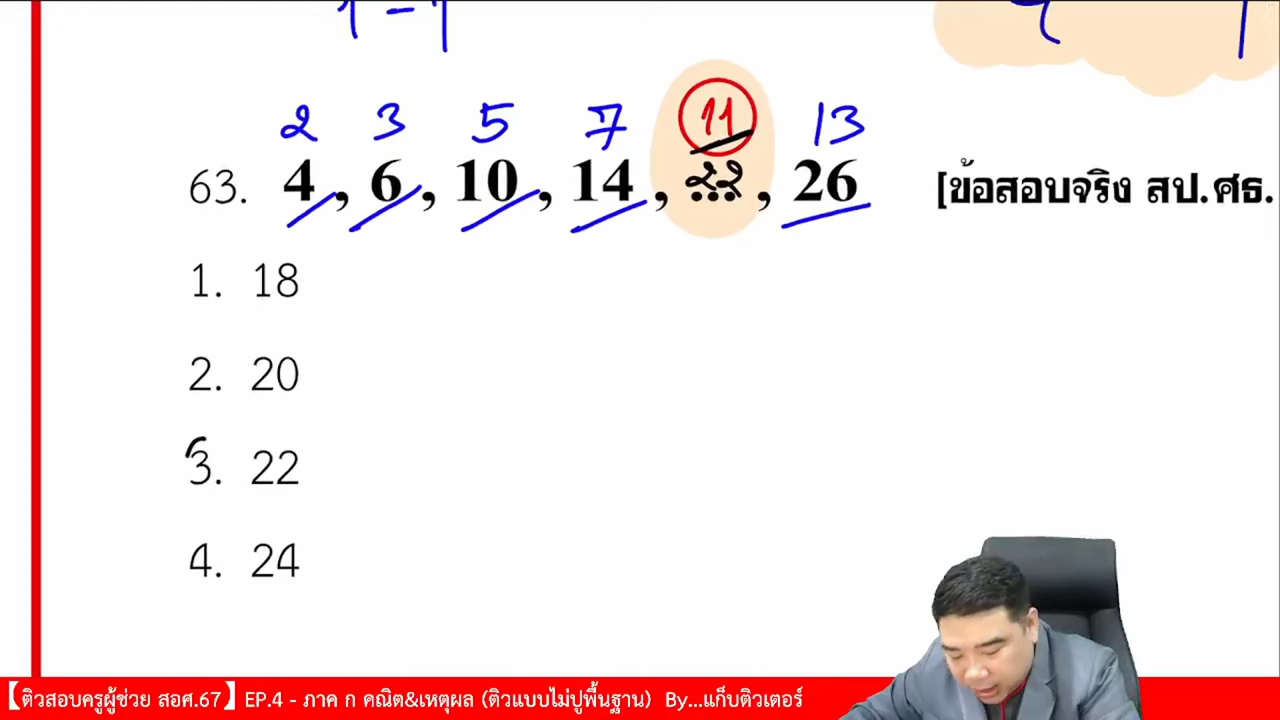 2 3 5 7 11 13
63. 4 , 6 , 10 , 14 , ๒๒ , 26 [ข้อสอบจริง สป.ศธ.
1. 18
2. 20
3. 22
4. 24
【ติวสอบครูผู้ช่วย สอศ.67】 EP.4 - ภาค ก คณิต&เหตุผล (ติวแบบไม่ปูพื้นฐาน) By...แก็บติวเตอร์